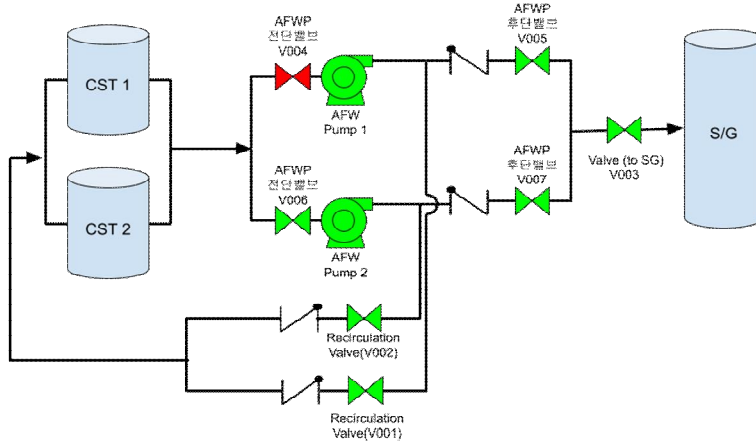 CST 1
CST 2
AFWP
전단밸브
V004
AFW
Pump 1
AFWP
전단밸브
V006
AFW
Pump 2
AFWP
후단밸브
V005
AFWP
후단밸브
V007
Valve (to SG)
V003
S/G
Recirculation
Valve(V002)
Recirculation
Valve(V001)